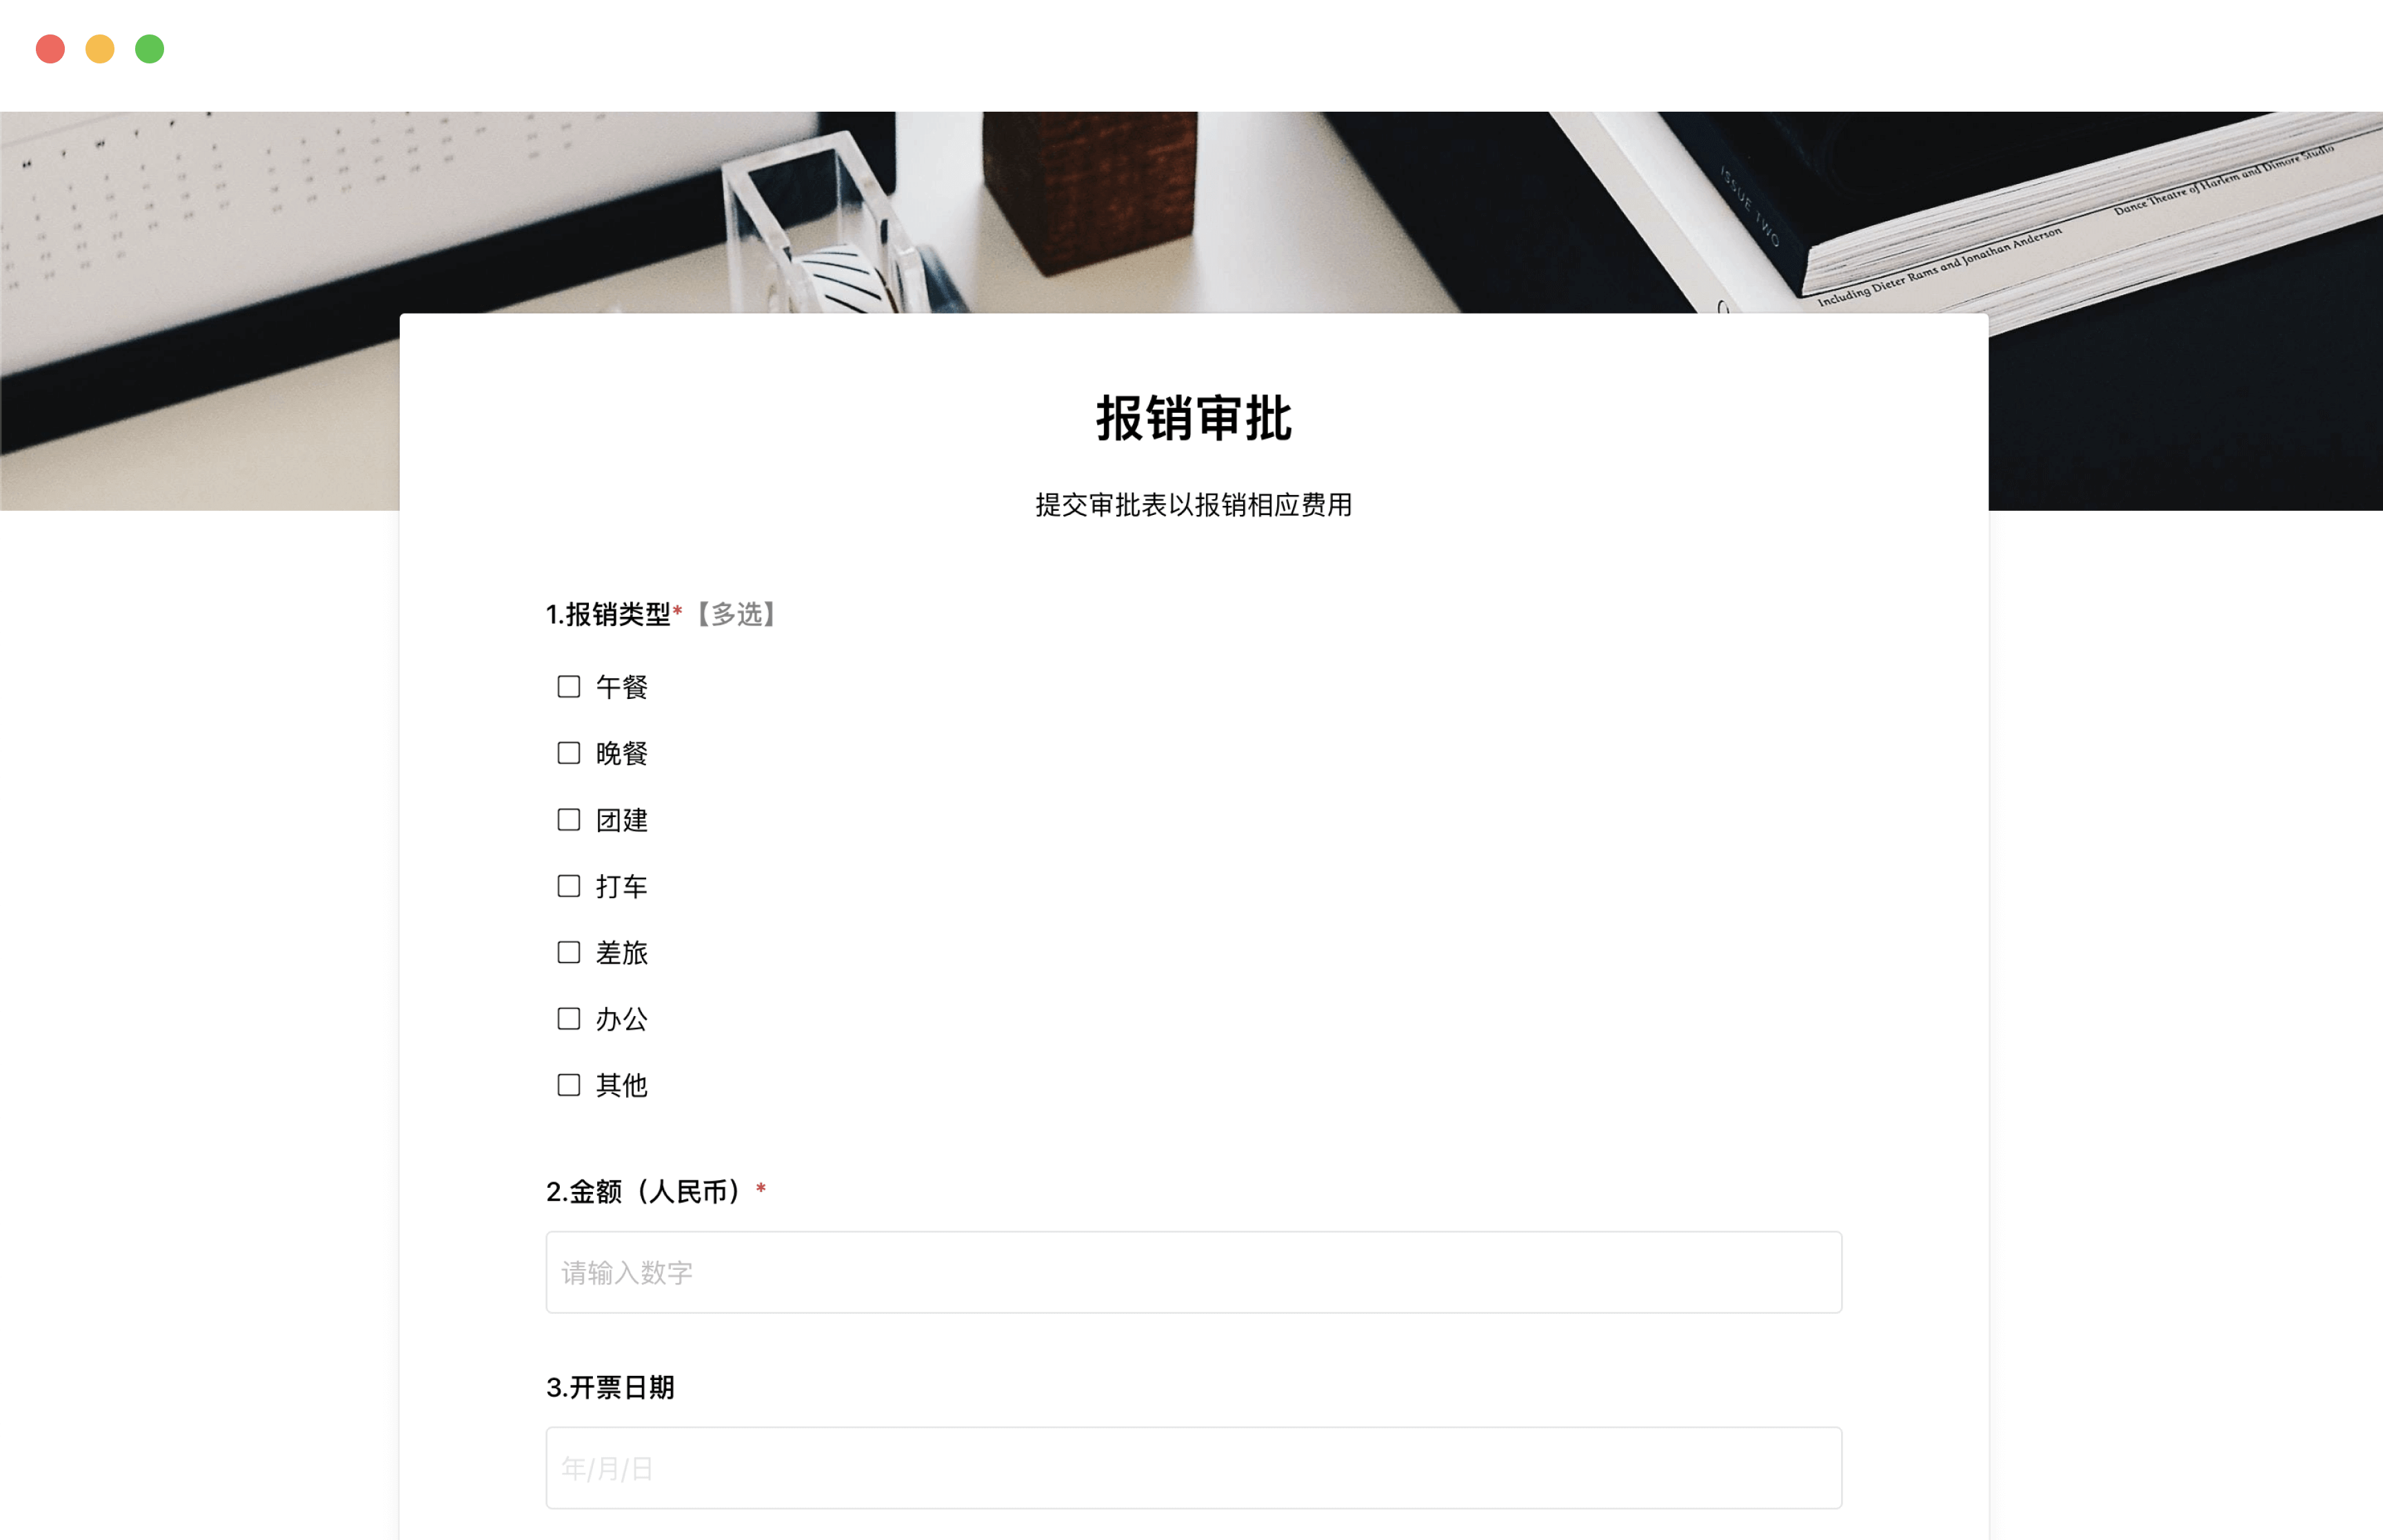 ISSUE TWO
Including Dieter Rams and Jonathan Anderson
Dance Theatre of Harlem and Dimore Studio
报销审批
提交审批表以报销相应费用
1.报销类型*【多选】
午餐
晚餐
团建
打车
差旅
办公
其他
2.金额（人民币）*
请输入数字
3.开票日期
年/月/日